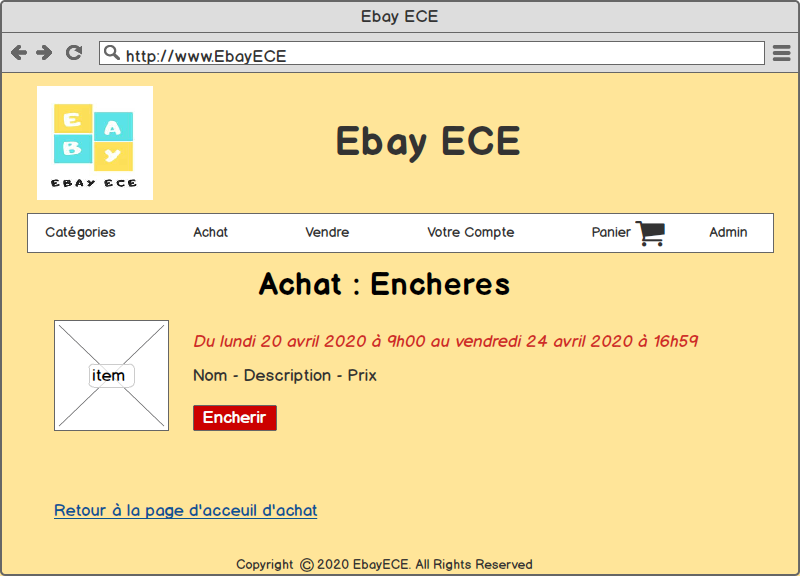 Ebay ECE
http://www.EbayECE
E A
B Y
EBAY ECE
Ebay ECE
Catégories Achat Vendre Votre Compte Panier Admin
Achat : Encheres
Du lundi 20 avril 2020 à 9h00 au vendredi 24 avril 2020 à 16h59
item
Nom - Description - Prix
Encherir
Retour à la page d'acceuil d'achat
Copyright © 2020 EbayECE. All Rights Reserved